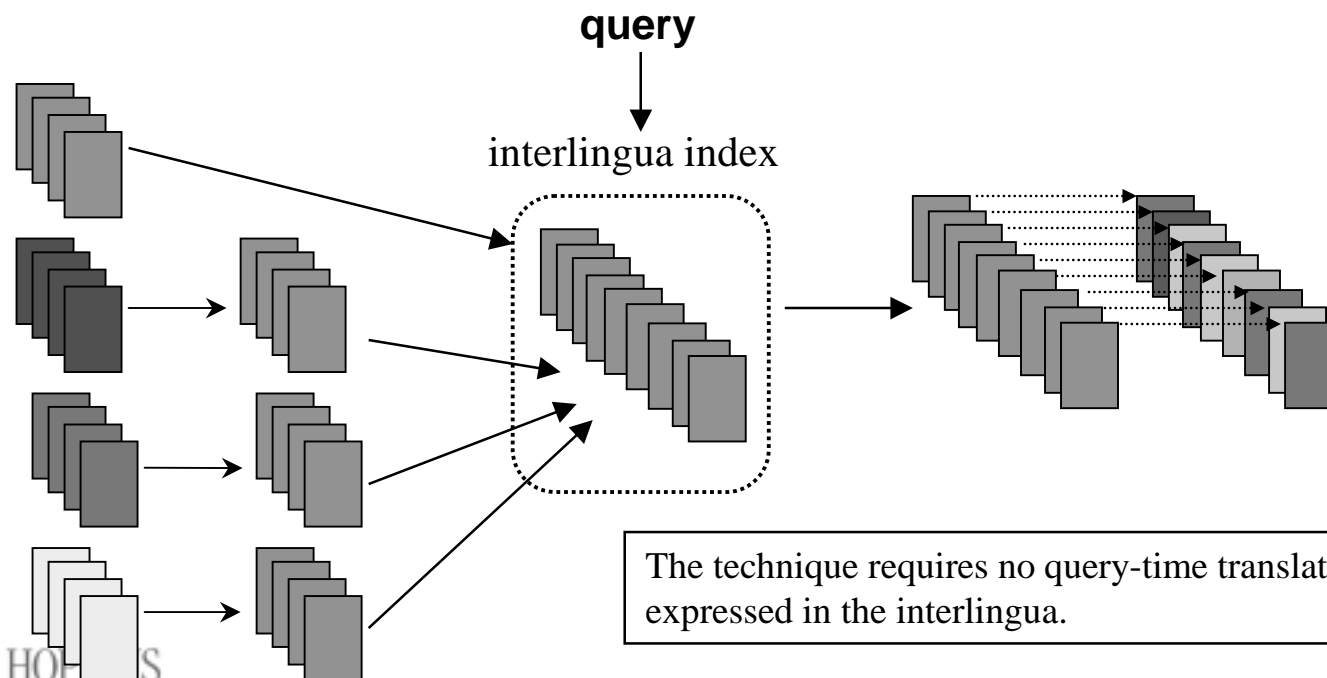 query
interlingua index
The technique requires no query-time translat
expressed in the interlingua.